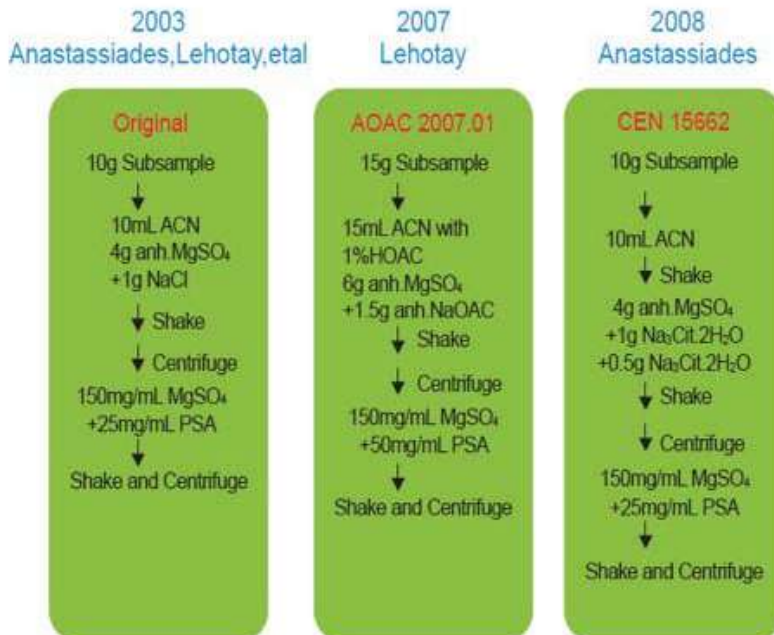 2003
Anastassiades,Lehotay,etal
Original
10g Subsample
10mL ACN
4g anh.MgSO₄
+1g NaCl
Shake
Centrifuge
150mg/mL MgSO₄
+25mg/mL PSA
Shake and Centrifuge
2007
Lehotay
AOAC 2007.01
15g Subsample
15mL ACN with
1%HOAC
6g anh.MgSO₄
+1.5g anh.NaOAC
Shake
Centrifuge
150mg/mL MgSO₄
+50mg/mL PSA
Shake and Centrifuge
2008
Anastassiades
CEN 15662
10g Subsample
10mL ACN
Shake
4g anh.MgSO₄
+1g Na₃Cit.2H₂O
+0.5g Na₃Cit.2H₂O
Shake
Centrifuge
150mg/mL MgSO₄
+25mg/mL PSA
Shake and Centrifuge